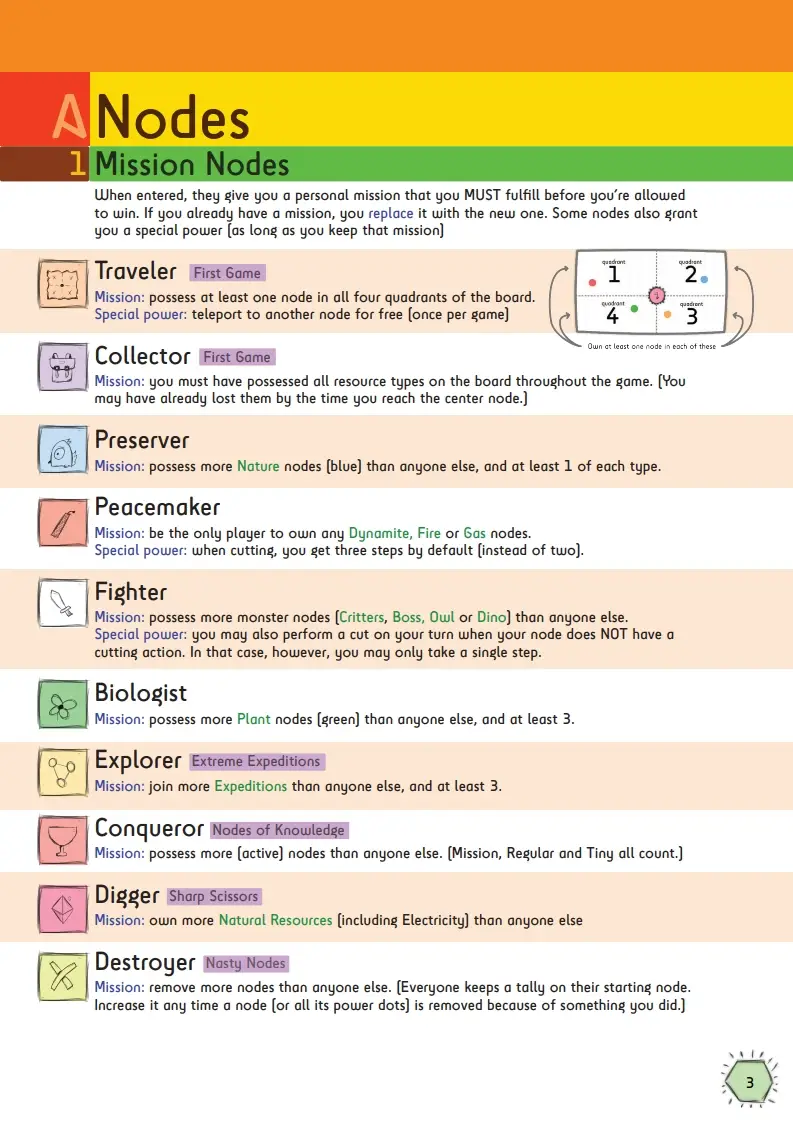 A Nodes
1 Mission Nodes
When entered, they give you a personal mission that you MUST fulfill before you're allowed
to win. If you already have a mission, you replace it with the new one. Some nodes also grant
you a special power (as long as you keep that mission)
Traveler First Game
Mission: possess at least one node in all four quadrants of the board.
Special power: teleport to another node for free (once per game)
quadrant
1
quadrant
2
quadrant
4
quadrant
3
Own at least one node in each of these
Collector First Game
Mission: you must have possessed all resource types on the board throughout the game. (You
may have already lost them by the time you reach the center node.)
Preserver
Mission: possess more Nature nodes (blue) than anyone else, and at least 1 of each type.
Peacemaker
Mission: be the only player to own any Dynamite, Fire or Gas nodes.
Special power: when cutting, you get three steps by default (instead of two).
Fighter
Mission: possess more monster nodes (Critters, Boss, Owl or Dino) than anyone else.
Special power: you may also perform a cut on your turn when your node does NOT have a
cutting action. In that case, however, you may only take a single step.
Biologist
Mission: possess more Plant nodes (green) than anyone else, and at least 3.
Explorer Extreme Expeditions
Mission: join more Expeditions than anyone else, and at least 3.
Conqueror Nodes of Knowledge
Mission: possess more (active) nodes than anyone else. (Mission, Regular and Tiny all count.)
Digger Sharp Scissors
Mission: own more Natural Resources (including Electricity) than anyone else
Destroyer Nasty Nodes
Mission: remove more nodes than anyone else. (Everyone keeps a tally on their starting node.
Increase it any time a node (or all its power dots) is removed because of something you did.)
3